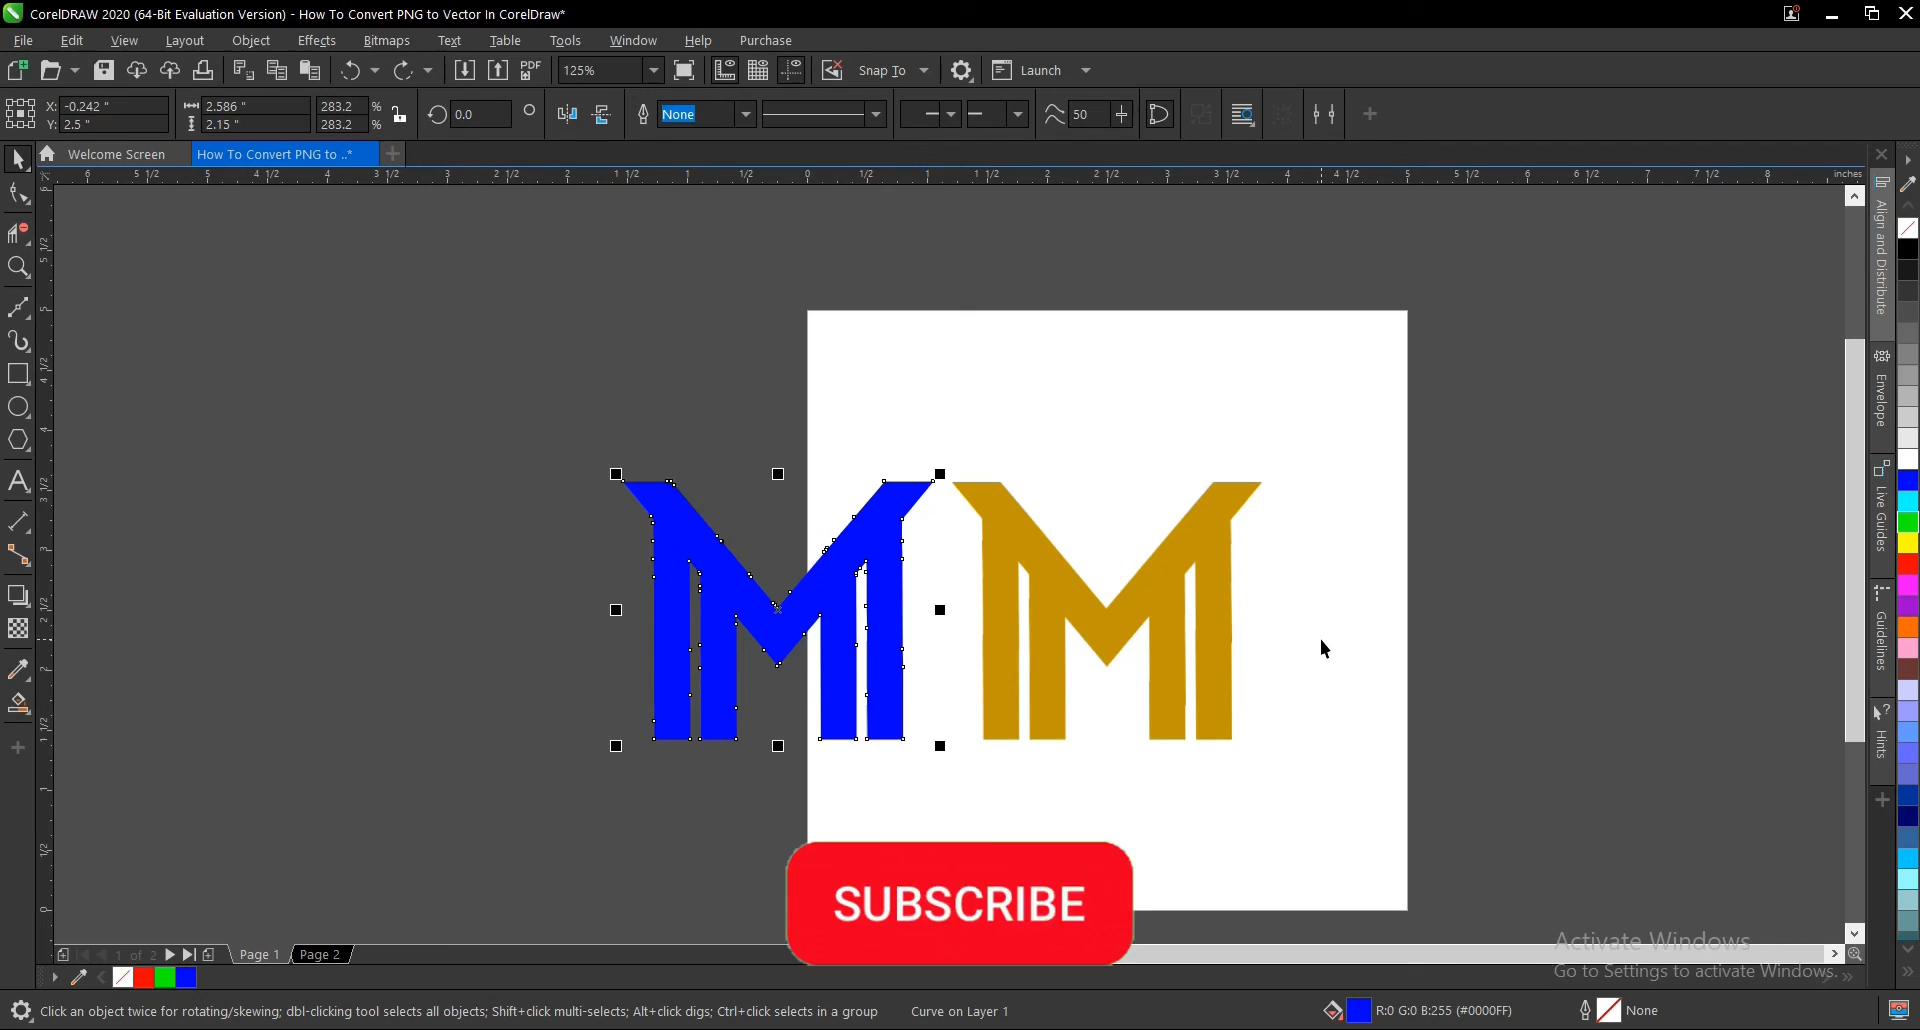 CorelDRAW 2020 (64-Bit Evaluation Version) - How To Convert PNG to Vector In CorelDraw*
File Edit View Layout Object Effects Bitmaps Text Table Tools Window Help Purchase
PDF 125% Snap To Launch
X: -0.242 " 2.586 " 283.2 % 0.0 None 50
Y: 2.5 " 2.15 " 283.2 %
Welcome Screen How To Convert PNG to ..*
6 5 1/2 5 4 1/2 4 3 1/2 3 2 1/2 2 1 1/2 1 1/2 0 1/2 1 1 1/2 2 2 1/2 3 3 1/2 4 4 1/2 5 5 1/2 6 6 1/2 7 7 1/2 8 inches
Align and Distribute
Envelope
Live Guides
Guidelines
Hints
M M
SUBSCRIBE
Activate Windows
Go to Settings to activate Windows.
1 of 2 Page 1 Page 2
Click an object twice for rotating/skewing; dbl-clicking tool selects all objects; Shift+click multi-selects; Alt+click digs; Ctrl+click selects in a group Curve on Layer 1 R:0 G:0 B:255 (#0000FF) None